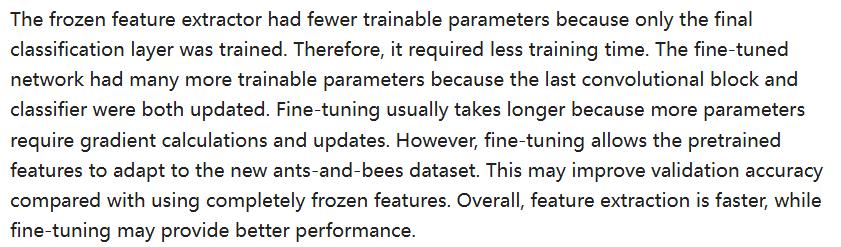 The frozen feature extractor had fewer trainable parameters because only the final
classification layer was trained. Therefore, it required less training time. The fine-tuned
network had many more trainable parameters because the last convolutional block and
classifier were both updated. Fine-tuning usually takes longer because more parameters
require gradient calculations and updates. However, fine-tuning allows the pretrained
features to adapt to the new ants-and-bees dataset. This may improve validation accuracy
compared with using completely frozen features. Overall, feature extraction is faster, while
fine-tuning may provide better performance.